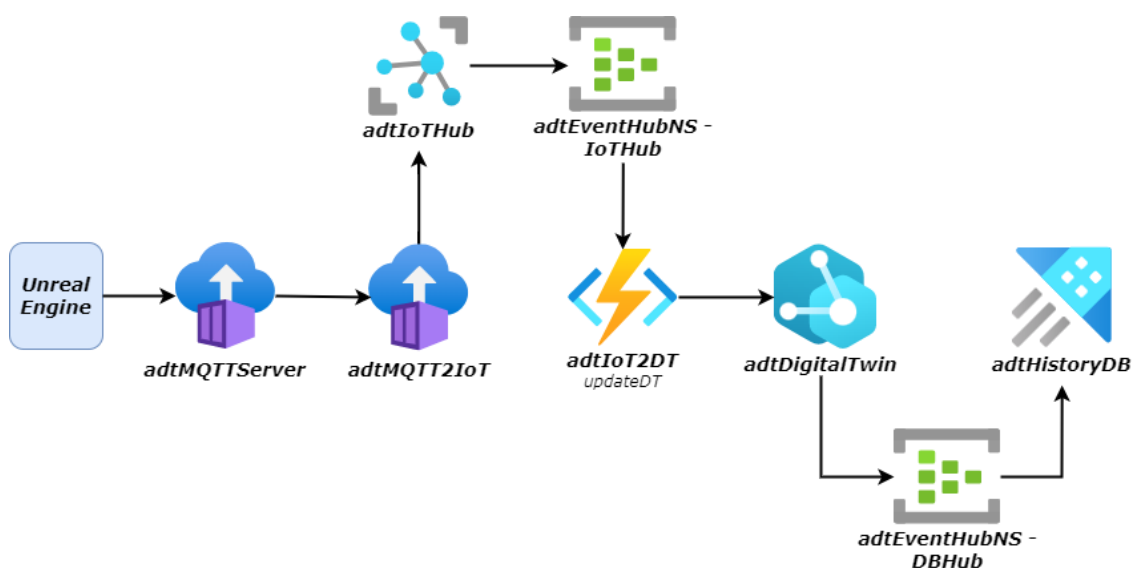 adtIoTHub
adtEventHubNS -
IoTHub
Unreal
Engine
adtMQTTServer
adtMQTT2IoT
adtIoT2DT
updateDT
adtDigitalTwin
adtHistoryDB
adtEventHubNS -
DBHub